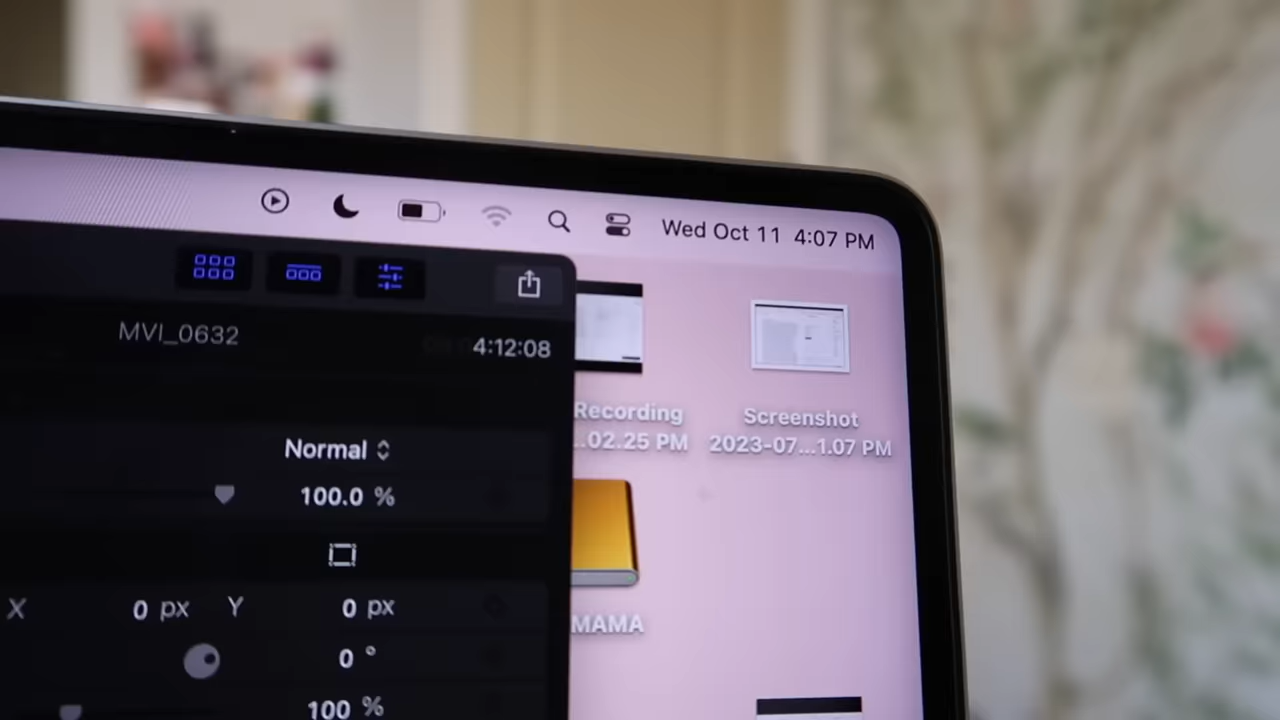 Wed Oct 11 4:07 PM
MVI_0632
4:12:08
Normal
100.0 %
X 0 px Y 0 px
0 °
100 %
Recording
...02.25 PM
Screenshot
2023-07...1.07 PM
MAMA